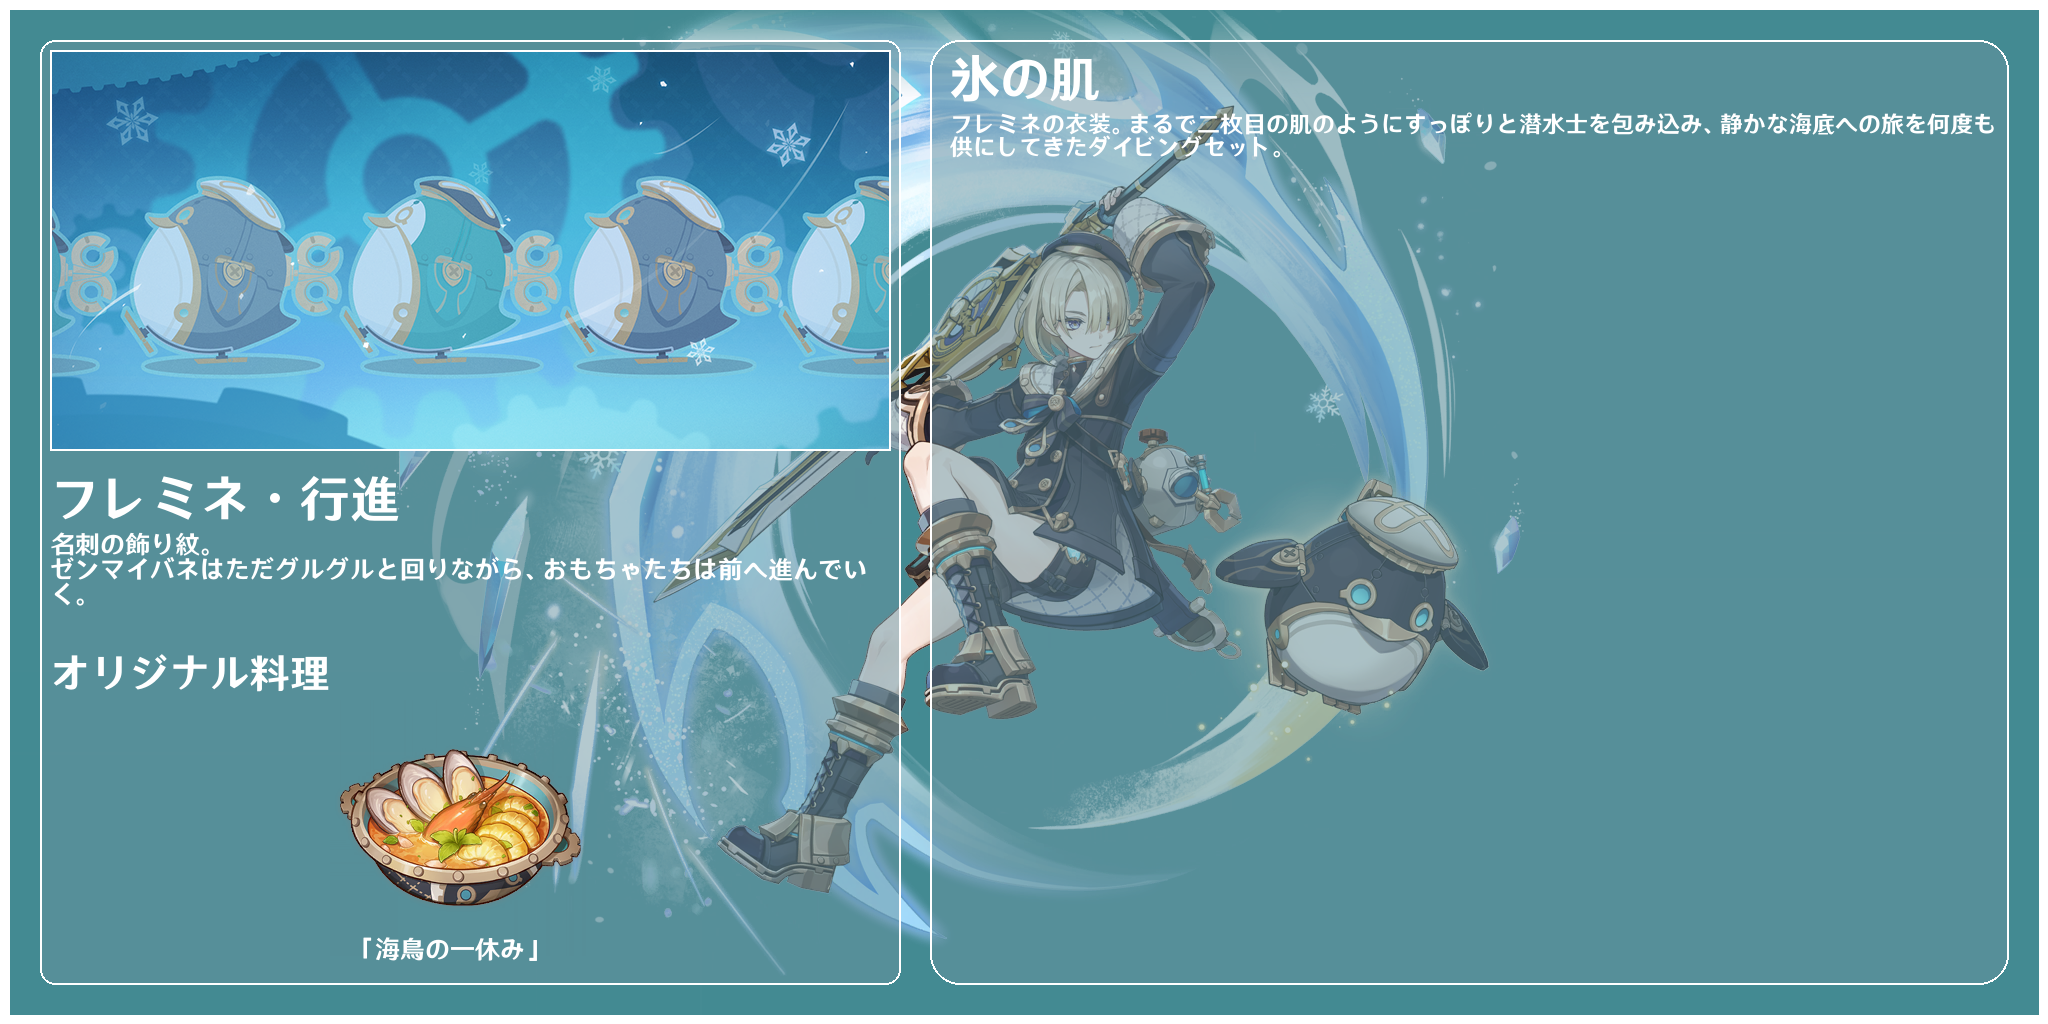 フレミネ・行進
名刺の飾り紋。
ゼンマイバネはただグルグルと回りながら、おもちゃたちは前へ進んでい
く。
オリジナル料理
「海鳥の一休み」
氷の肌
フレミネの衣装。まるで二枚目の肌のようにすっぽりと潜水士を包み込み、静かな海底への旅を何度も
供にしてきたダイビングセット。